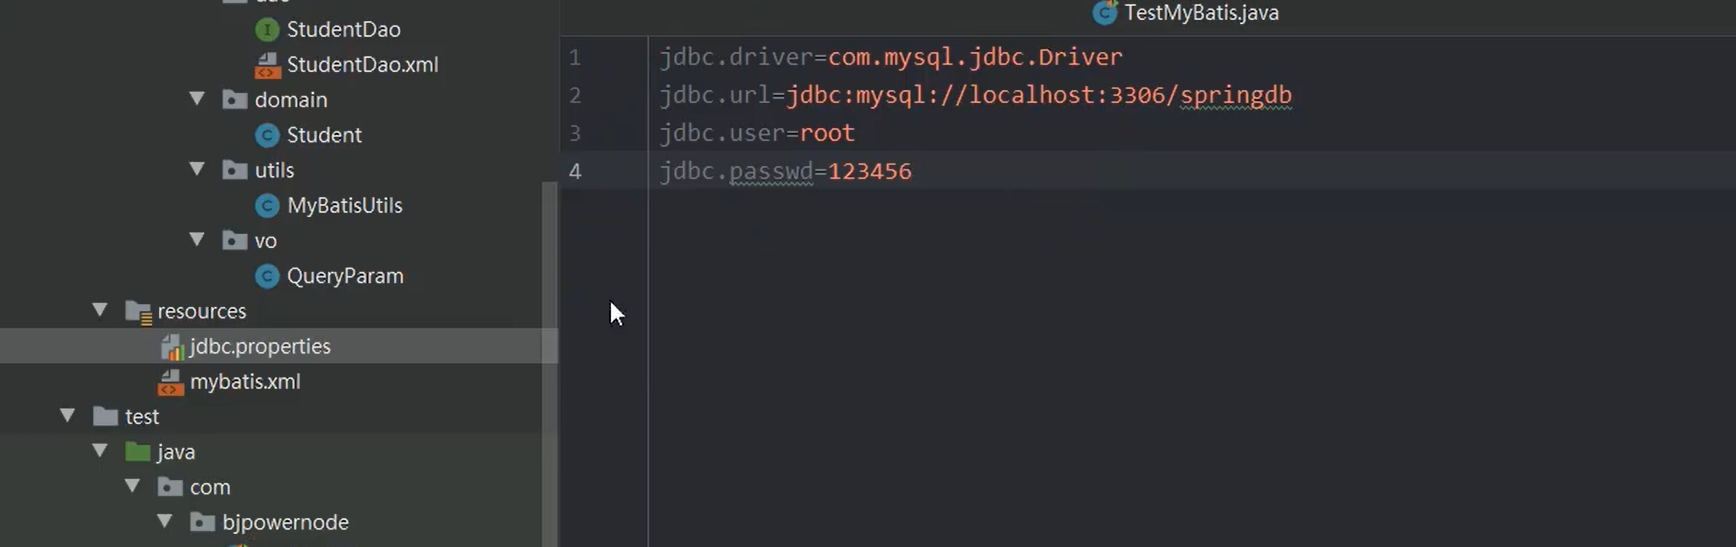 StudentDao
StudentDao.xml
domain
Student
utils
MyBatisUtils
vo
QueryParam
resources
jdbc.properties
mybatis.xml
test
java
com
bjpowernode
TestMyBatis.java
1 jdbc.driver=com.mysql.jdbc.Driver
2 jdbc.url=jdbc:mysql://localhost:3306/springdb
3 jdbc.user=root
4 jdbc.passwd=123456